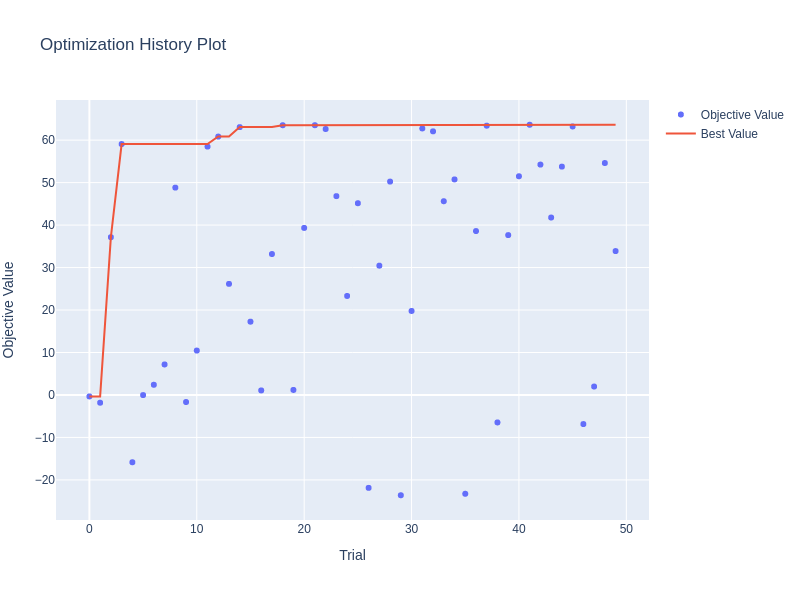 Optimization History Plot
Objective Value
Best Value
60
50
40
30
20
10
0
−10
−20
Objective Value
0 10 20 30 40 50
Trial